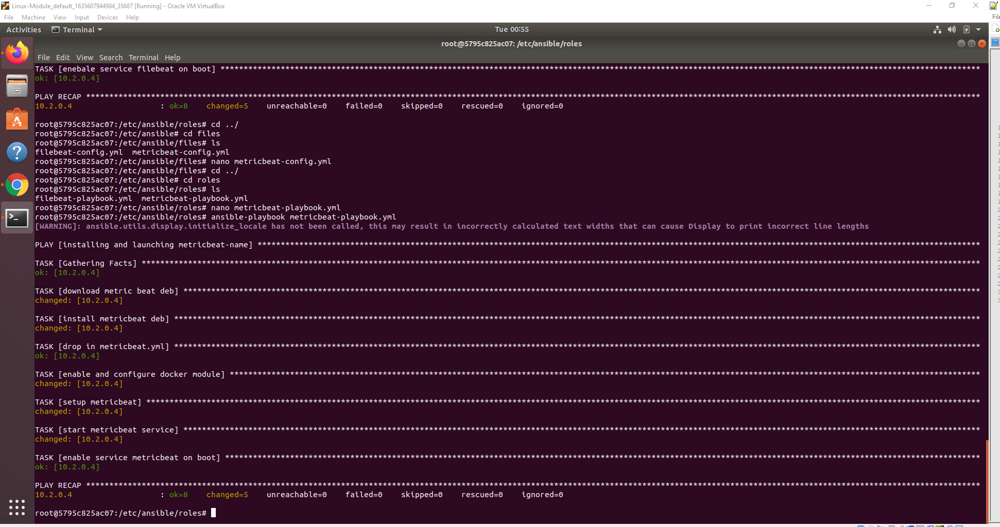 Linux-Module_default_1635607944984_35687 [Running] - Oracle VM VirtualBox
File Machine View Input Devices Help
File
Activities Terminal Tue 00:55
root@5795c825ac07: /etc/ansible/roles
File Edit View Search Terminal Help
TASK [enebale service filebeat on boot] ********************************************************************************************************************************************************************
ok: [10.2.0.4]
PLAY RECAP *************************************************************************************************************************************************************************************************
10.2.0.4 : ok=8 changed=5 unreachable=0 failed=0 skipped=0 rescued=0 ignored=0
root@5795c825ac07:/etc/ansible/roles# cd ../
root@5795c825ac07:/etc/ansible# cd files
root@5795c825ac07:/etc/ansible/files# ls
filebeat-config.yml metricbeat-config.yml
root@5795c825ac07:/etc/ansible/files# nano metricbeat-config.yml
root@5795c825ac07:/etc/ansible/files# cd ../
root@5795c825ac07:/etc/ansible# cd roles
root@5795c825ac07:/etc/ansible/roles# ls
filebeat-playbook.yml metricbeat-playbook.yml
root@5795c825ac07:/etc/ansible/roles# nano metricbeat-playbook.yml
root@5795c825ac07:/etc/ansible/roles# ansible-playbook metricbeat-playbook.yml
[WARNING]: ansible.utils.display.initialize_locale has not been called, this may result in incorrectly calculated text widths that can cause Display to print incorrect line lengths
PLAY [installing and launching metricbeat-name] ************************************************************************************************************************************************************
TASK [Gathering Facts] *************************************************************************************************************************************************************************************
ok: [10.2.0.4]
TASK [download metric beat deb] ****************************************************************************************************************************************************************************
changed: [10.2.0.4]
TASK [install metricbeat deb] ******************************************************************************************************************************************************************************
changed: [10.2.0.4]
TASK [drop in metricbeat.yml] ******************************************************************************************************************************************************************************
ok: [10.2.0.4]
TASK [enable and configure docker module] ******************************************************************************************************************************************************************
changed: [10.2.0.4]
TASK [setup metricbeat] ************************************************************************************************************************************************************************************
changed: [10.2.0.4]
TASK [start metricbeat service] ****************************************************************************************************************************************************************************
changed: [10.2.0.4]
TASK [enable service metricbeat on boot] *******************************************************************************************************************************************************************
ok: [10.2.0.4]
PLAY RECAP *************************************************************************************************************************************************************************************************
10.2.0.4 : ok=8 changed=5 unreachable=0 failed=0 skipped=0 rescued=0 ignored=0
root@5795c825ac07:/etc/ansible/roles#